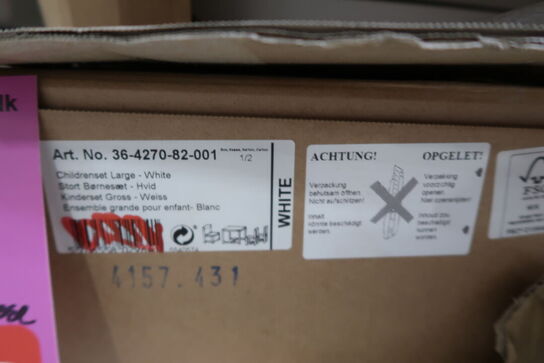 lk
Art. No. 36-4270-82-001
1/2
Childrenset Large - White
Stort Børnesæt - Hvid
Kinderset Gross - Weiss
Ensemble grande pour enfant- Blanc
WHITE
4157.431
ACHTUNG!
Verpackung
behutsam öffnen
Nicht aufschlitzen!
Inhalt
könnte beschädigt
werden.
OPGELET!
Verpakking
voorzichtig
openen.
Niet opensnijden!
Inhoud zou
beschadigd
kunnen worden
FSC